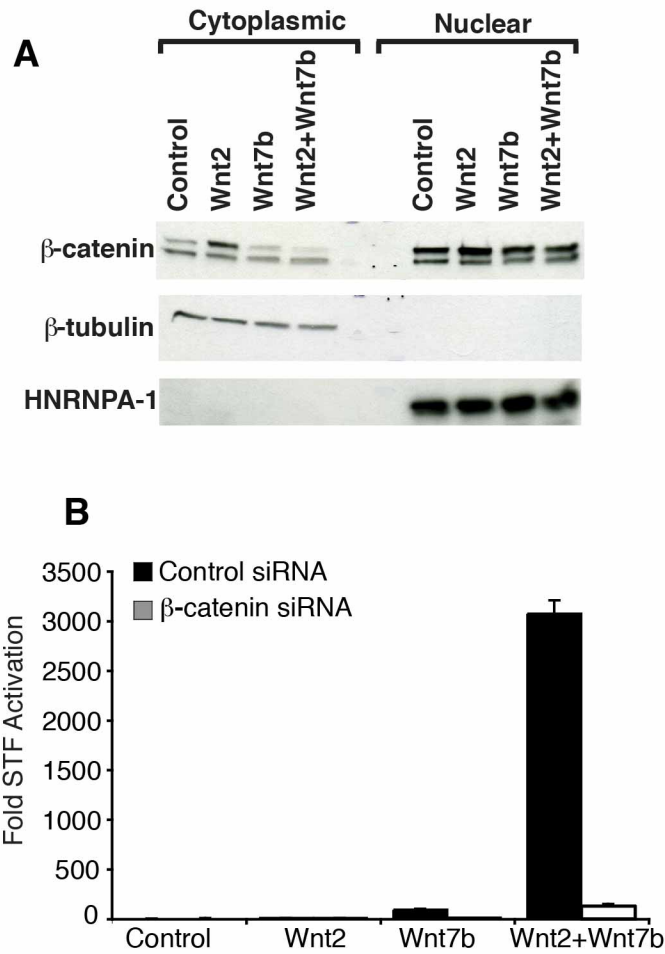 A
Cytoplasmic
Nuclear
Control
Wnt2
Wnt7b
Wnt2+Wnt7b
Control
Wnt2
Wnt7b
Wnt2+Wnt7b
β-catenin
β-tubulin
HNRNPA-1
B
Control siRNA
β-catenin siRNA
Fold STF Activation
3500
3000
2500
2000
1500
1000
500
0
Control
Wnt2
Wnt7b
Wnt2+Wnt7b